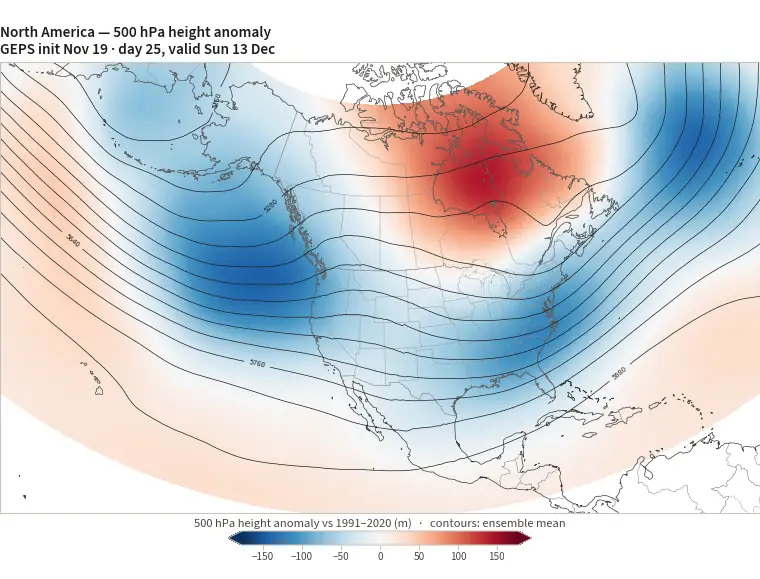 North America — 500 hPa height anomaly
GEPS init Nov 19 · day 25, valid Sun 13 Dec
5280
5640
5760
5880
500 hPa height anomaly vs 1991–2020 (m) · contours: ensemble mean
−150 −100 −50 0 50 100 150